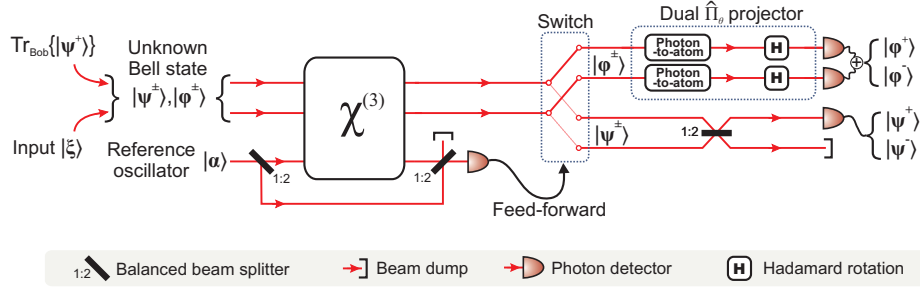 Switch
Dual Π̂_θ projector
Tr_Bob{|ψ⁺⟩}
Unknown
Bell state
|ψ^±⟩,|φ^±⟩
χ^(3)
|φ^±⟩
Photon
-to-atom
H
Photon
-to-atom
H
⊕
|φ⁺⟩
|φ⁻⟩
Input |ξ⟩
|ψ^±⟩
1:2
|ψ⁺⟩
|ψ⁻⟩
Reference
oscillator
|α⟩
1:2
1:2
Feed-forward
1:2
Balanced beam splitter
Beam dump
Photon detector
H
Hadamard rotation